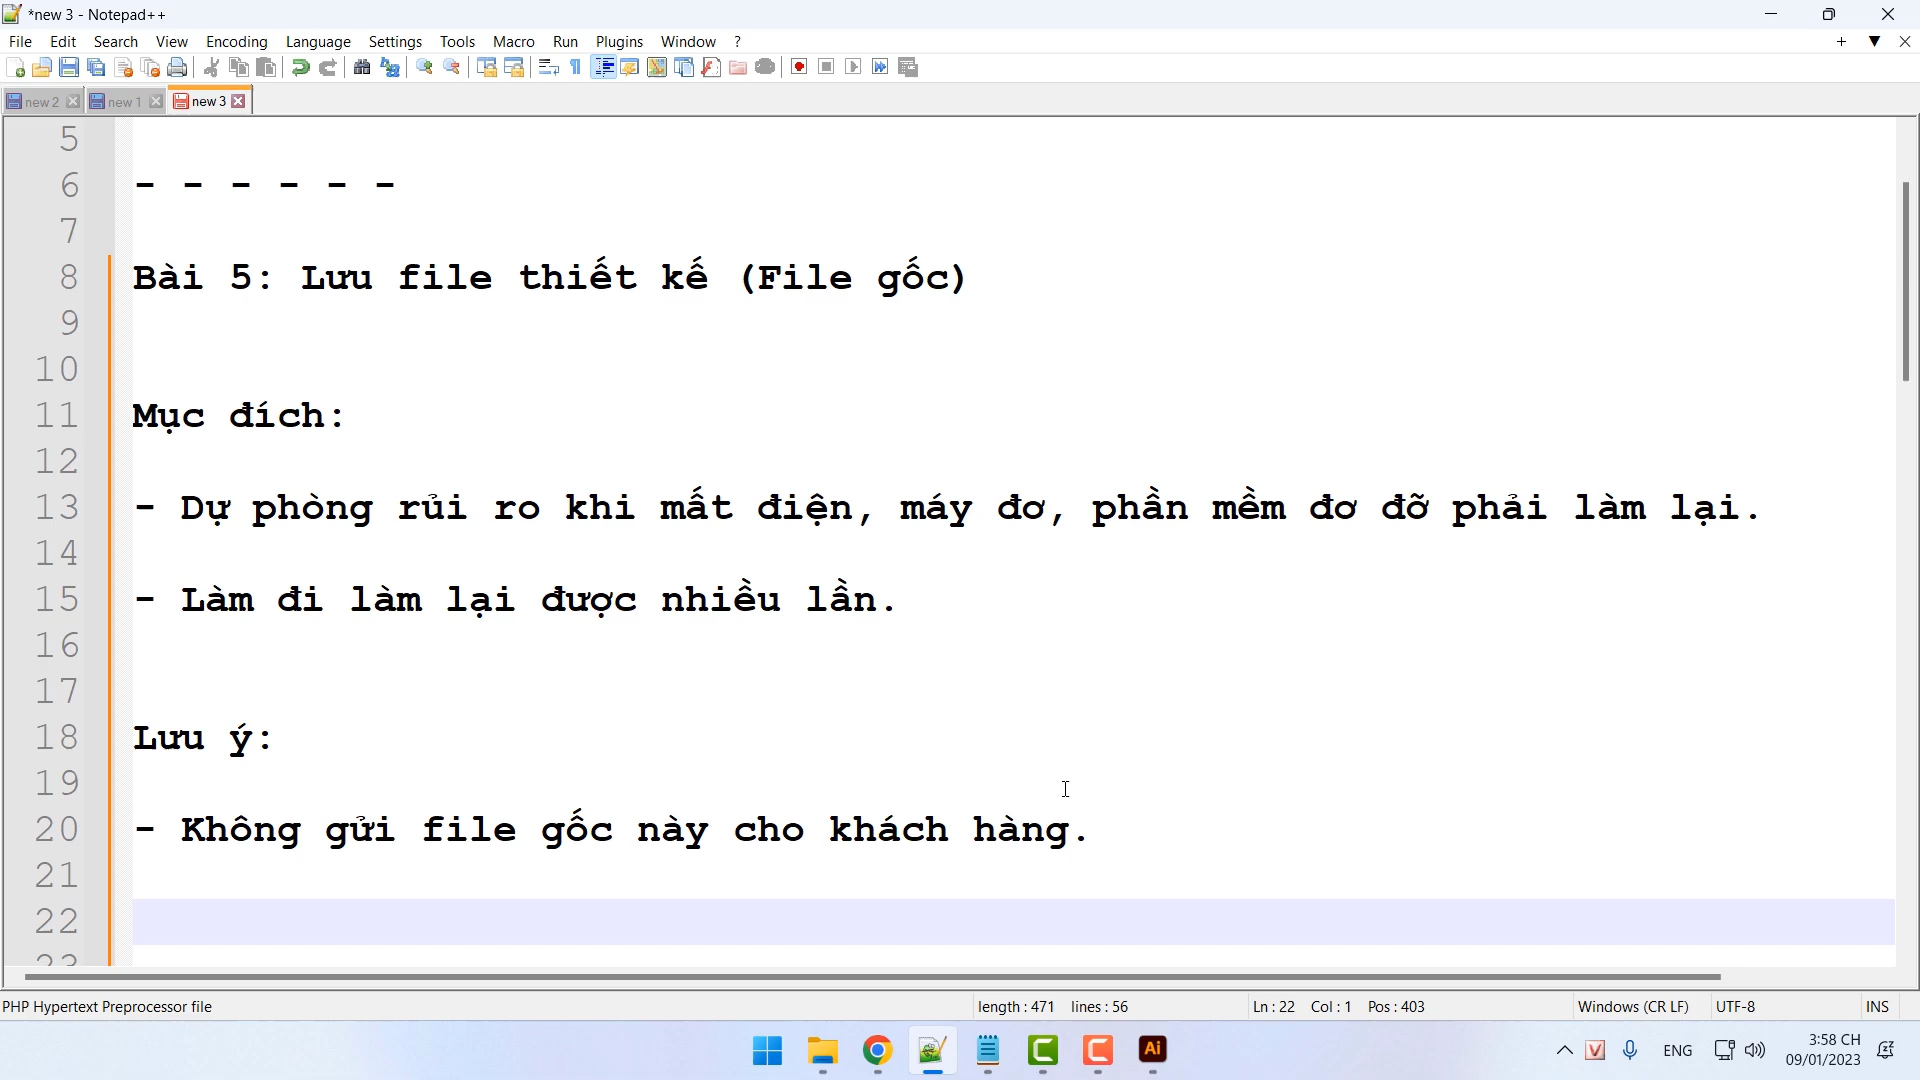 *new 3 - Notepad++
File Edit Search View Encoding Language Settings Tools Macro Run Plugins Window ?
new 2 new 1 new 3
5
6 - - - - - -
7
8 Bài 5: Lưu file thiết kế (File gốc)
9
10
11 Mục đích:
12
13 - Dự phòng rủi ro khi mất điện, máy đơ, phần mềm đơ đỡ phải làm lại.
14
15 - Làm đi làm lại được nhiều lần.
16
17
18 Lưu ý:
19
20 - Không gửi file gốc này cho khách hàng.
21
22
23
PHP Hypertext Preprocessor file length : 471 lines : 56 Ln : 22 Col : 1 Pos : 403 Windows (CR LF) UTF-8 INS
Ai V ENG 3:58 CH
09/01/2023